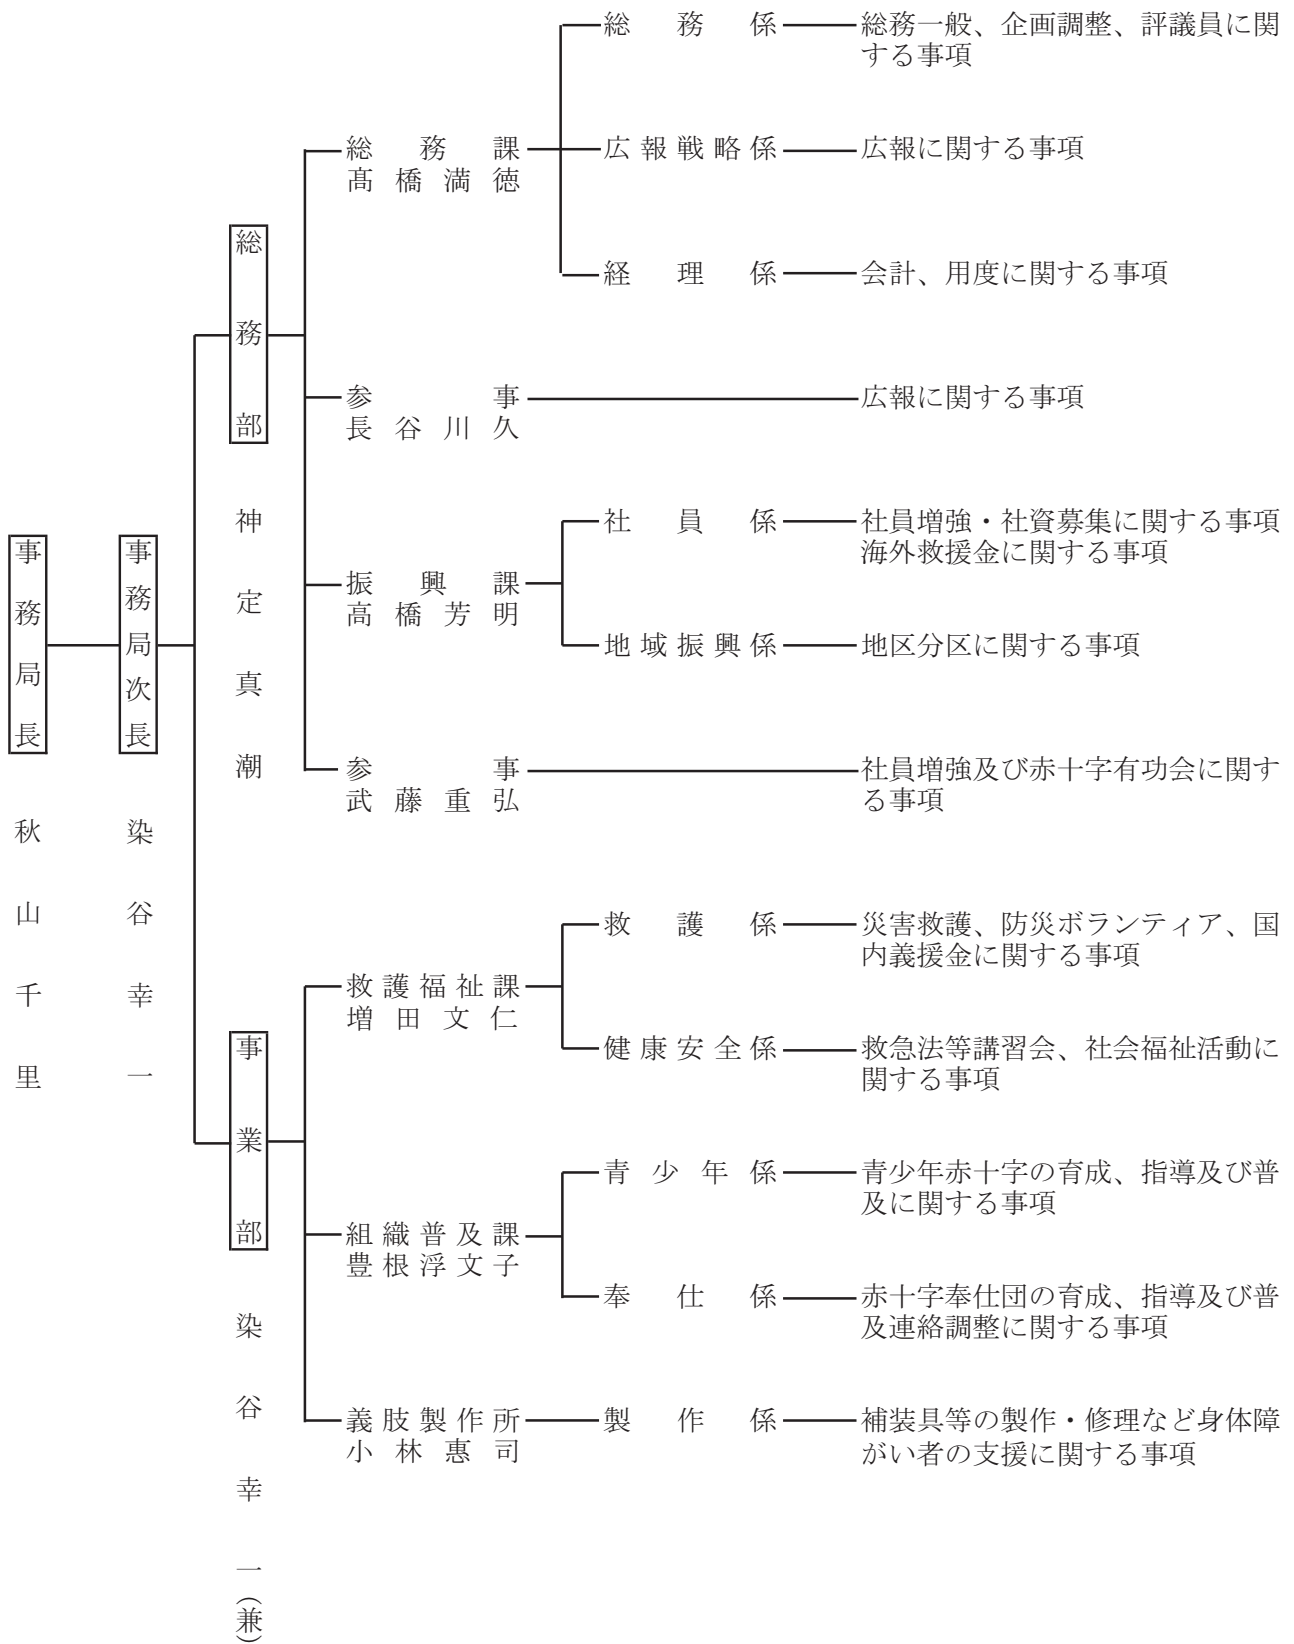 事務局長
秋山千里
事務局次長
染谷幸一
総務部
神定真潮
総務課
髙橋満徳
総務係
総務一般、企画調整、評議員に関
する事項
広報戦略係
広報に関する事項
経理係
会計、用度に関する事項
参事
長谷川久
広報に関する事項
振興課
高橋芳明
社員係
社員増強・社資募集に関する事項
海外救援金に関する事項
地域振興係
地区分区に関する事項
参事
武藤重弘
社員増強及び赤十字有功会に関す
る事項
事業部
染谷幸一(兼)
救護福祉課
増田文仁
救護係
災害救護、防災ボランティア、国
内義援金に関する事項
健康安全係
救急法等講習会、社会福祉活動に
関する事項
組織普及課
豊根浮文子
青少年係
青少年赤十字の育成、指導及び普
及に関する事項
奉仕係
赤十字奉仕団の育成、指導及び普
及連絡調整に関する事項
義肢製作所
小林惠司
製作係
補装具等の製作・修理など身体障
がい者の支援に関する事項